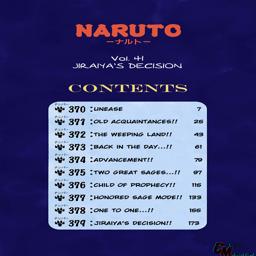 NARUTO
ーナルトー
Vol. 41
JIRAIYA'S DECISION
CONTENTS
370: UNEASE 7
371: OLD ACQUAINTANCES!! 25
372: THE WEEPING LAND!! 43
373: BACK IN THE DAY...!! 61
374: ADVANCEMENT!! 79
375: TWO GREAT SAGES...!! 97
376: CHILD OF PROPHECY!! 115
377: HONORED SAGE MODE!! 133
378: ONE TO ONE...!! 155
379: JIRAIYA'S DECISION!! 173